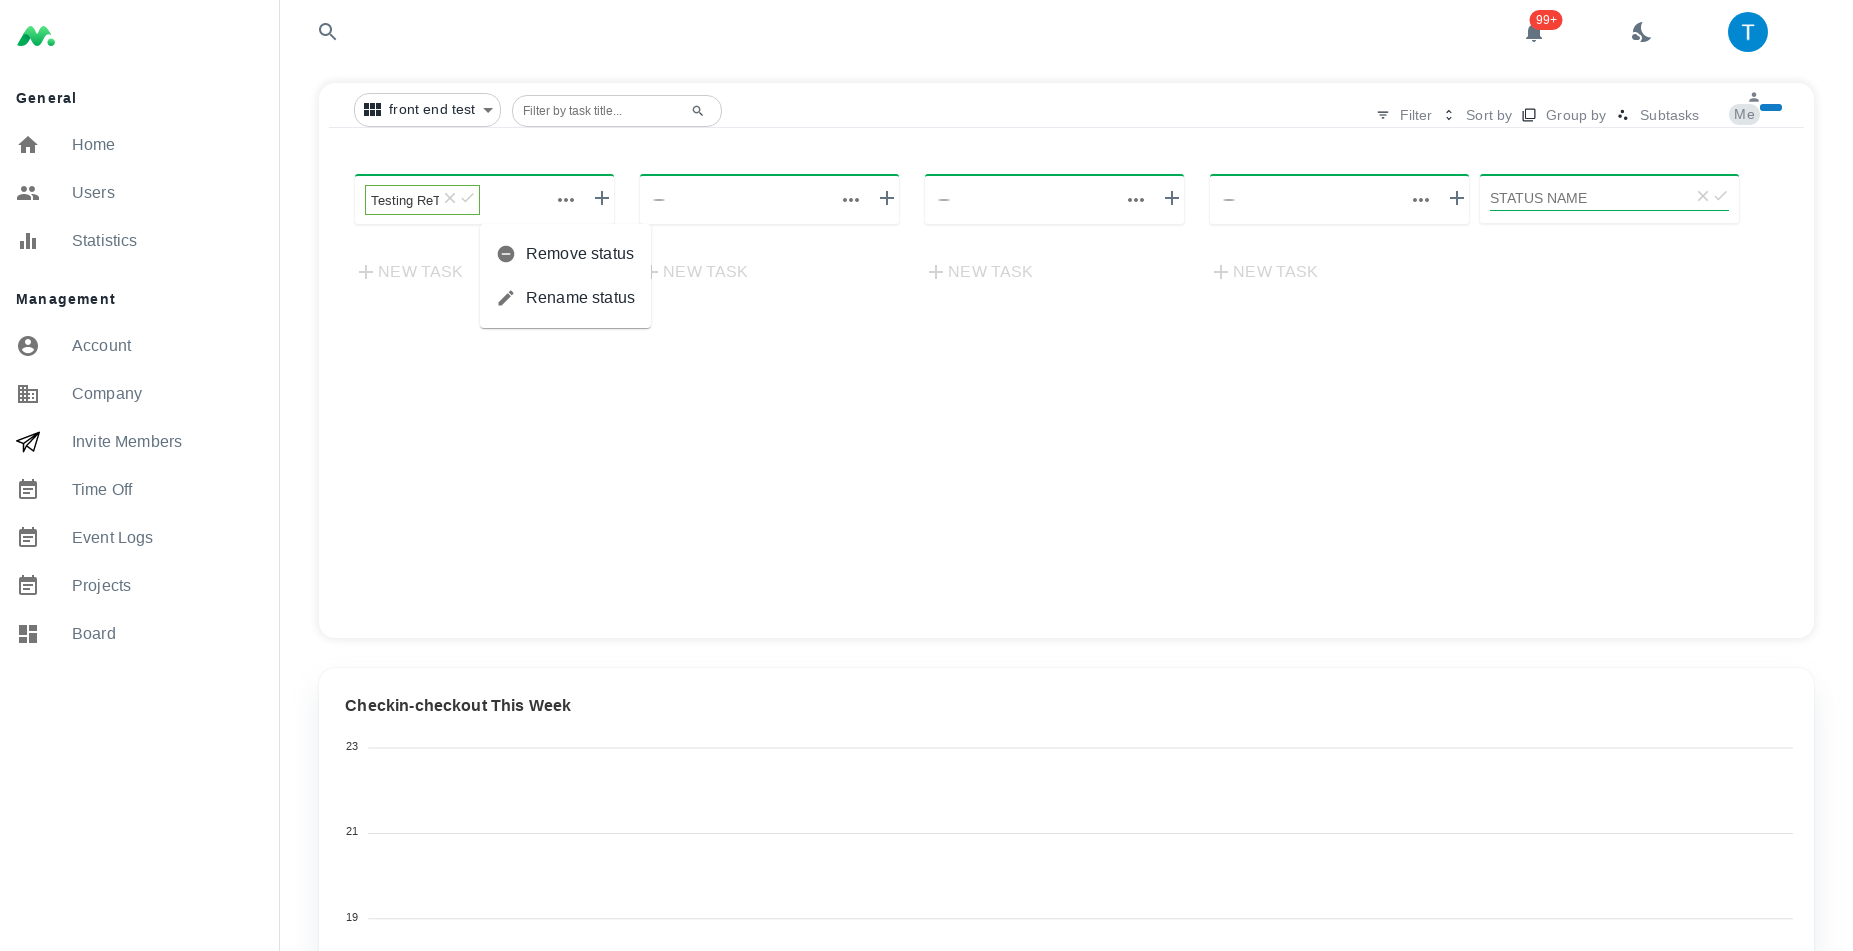 General
Home
Users
Statistics
Management
Account
Company
Invite Members
Time Off
Event Logs
Projects
Board
99+
T
front end test
Filter by task title...
Filter
Sort by
Group by
Subtasks
Me
Testing ReT
STATUS NAME
Remove status
Rename status
NEW TASK
NEW TASK
NEW TASK
NEW TASK
Checkin-checkout This Week
23
21
19